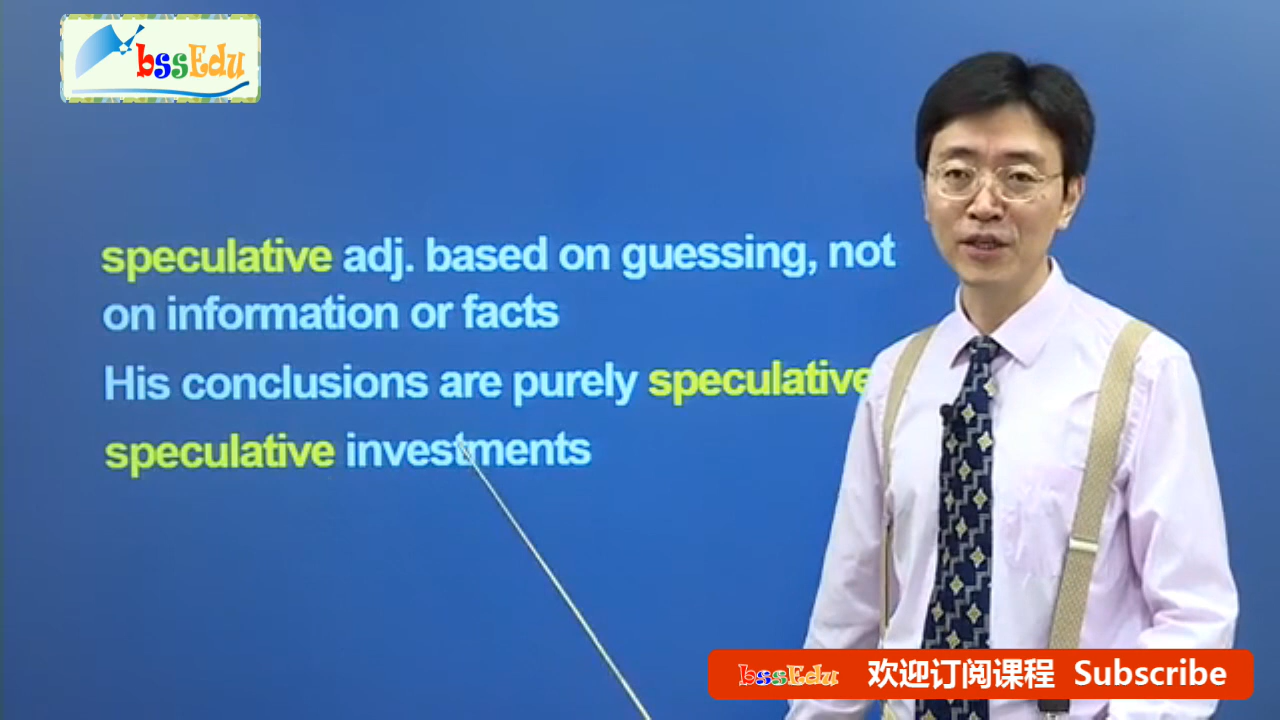 bssEdu
speculative adj. based on guessing, not
on information or facts
His conclusions are purely speculative
speculative investments
bssEdu 欢迎订阅课程 Subscribe